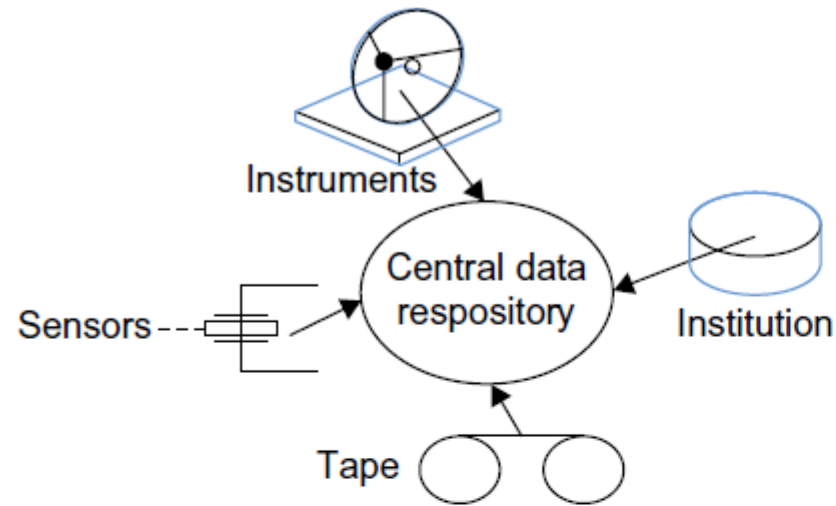 Instruments
Central data
respository
Sensors
Institution
Tape